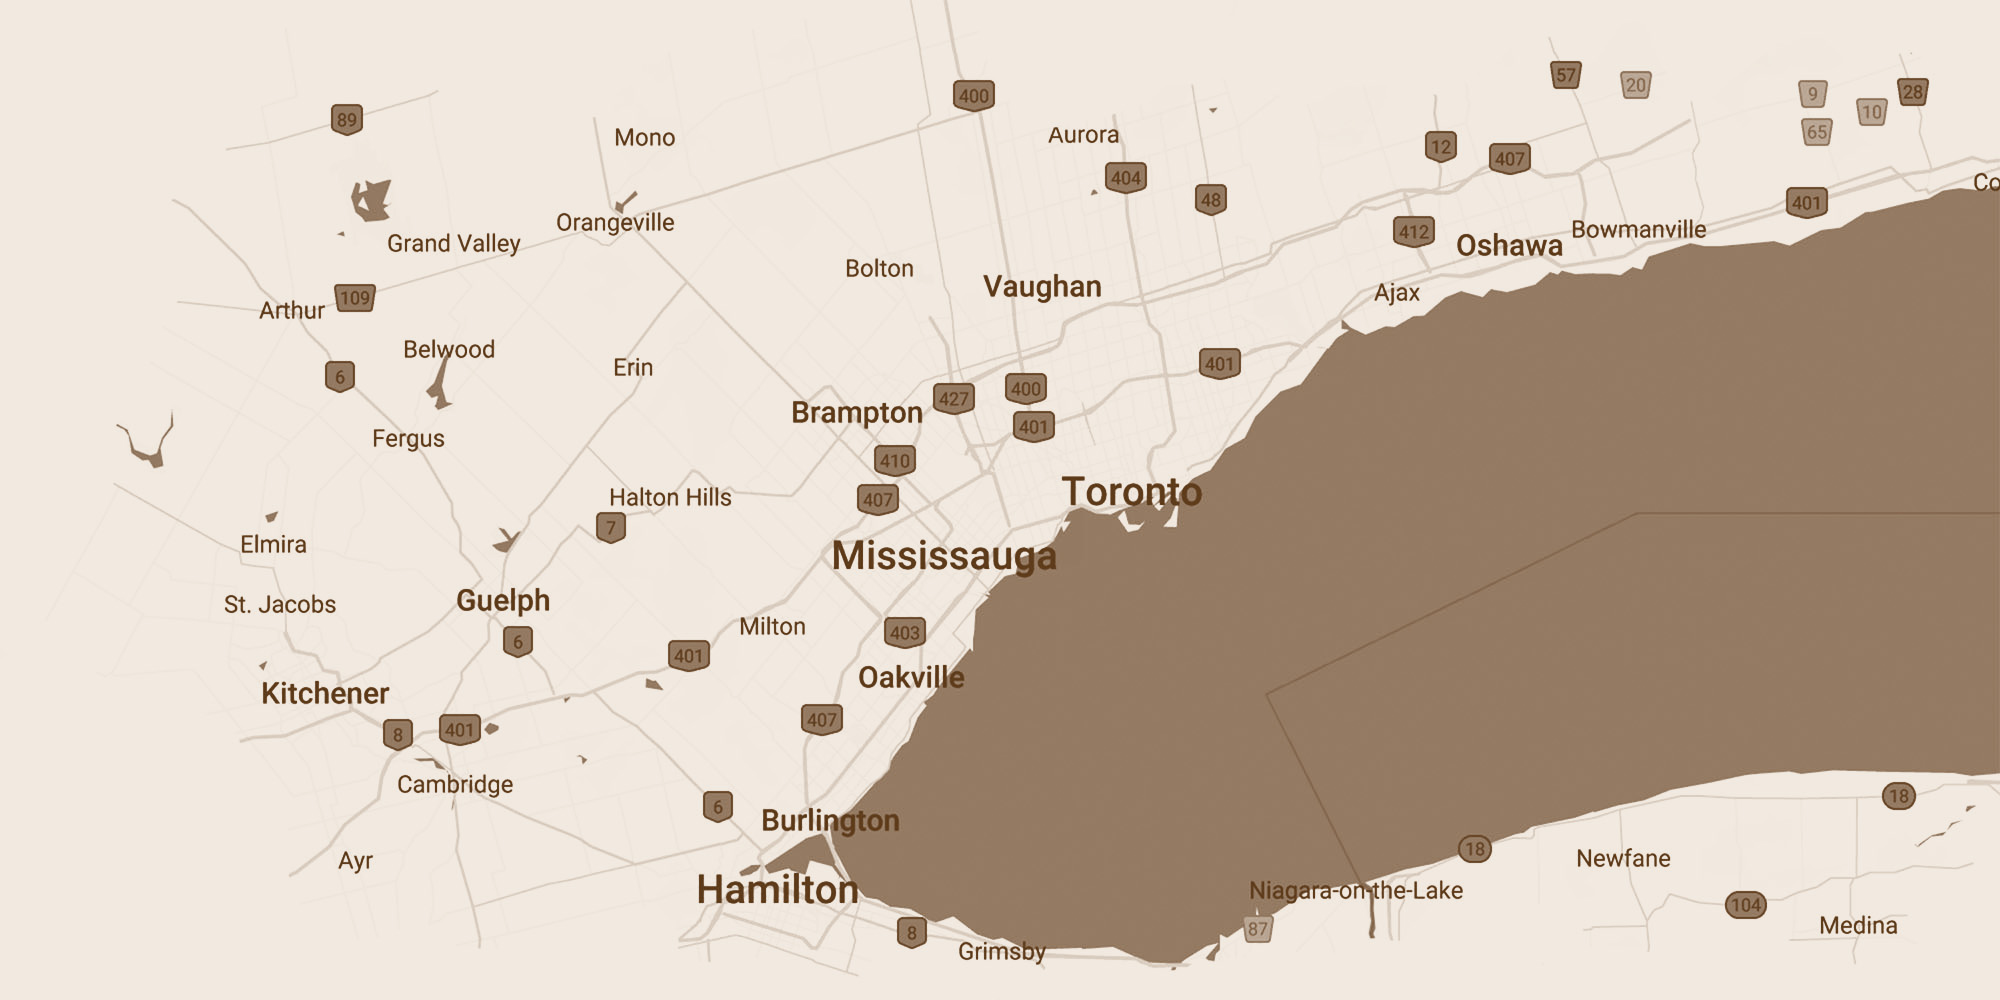 57
20
9
28
400
10
89
65
Aurora
Mono
12
407
404
Co
48
401
Orangeville
Bowmanville
412
Grand Valley
Oshawa
Bolton
Vaughan
Ajax
109
Arthur
Belwood
401
Erin
6
400
427
Brampton
401
Fergus
410
Toronto
Halton Hills
407
7
Elmira
Mississauga
Guelph
St. Jacobs
Milton
403
6
401
Oakville
Kitchener
407
401
8
Cambridge
18
6
Burlington
18
Newfane
Ayr
Hamilton
Niagara-on-the-Lake
104
Medina
87
8
Grimsby